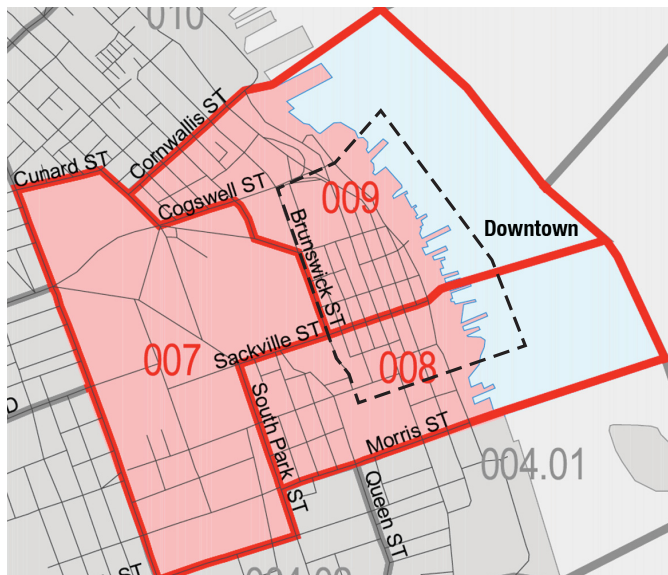 010
Cornwallis ST
Cunard ST
Cogswell ST
009
Brunswick ST
Downtown
007
Sackville ST
008
South Park ST
Morris ST
Queen ST
004.01
ST